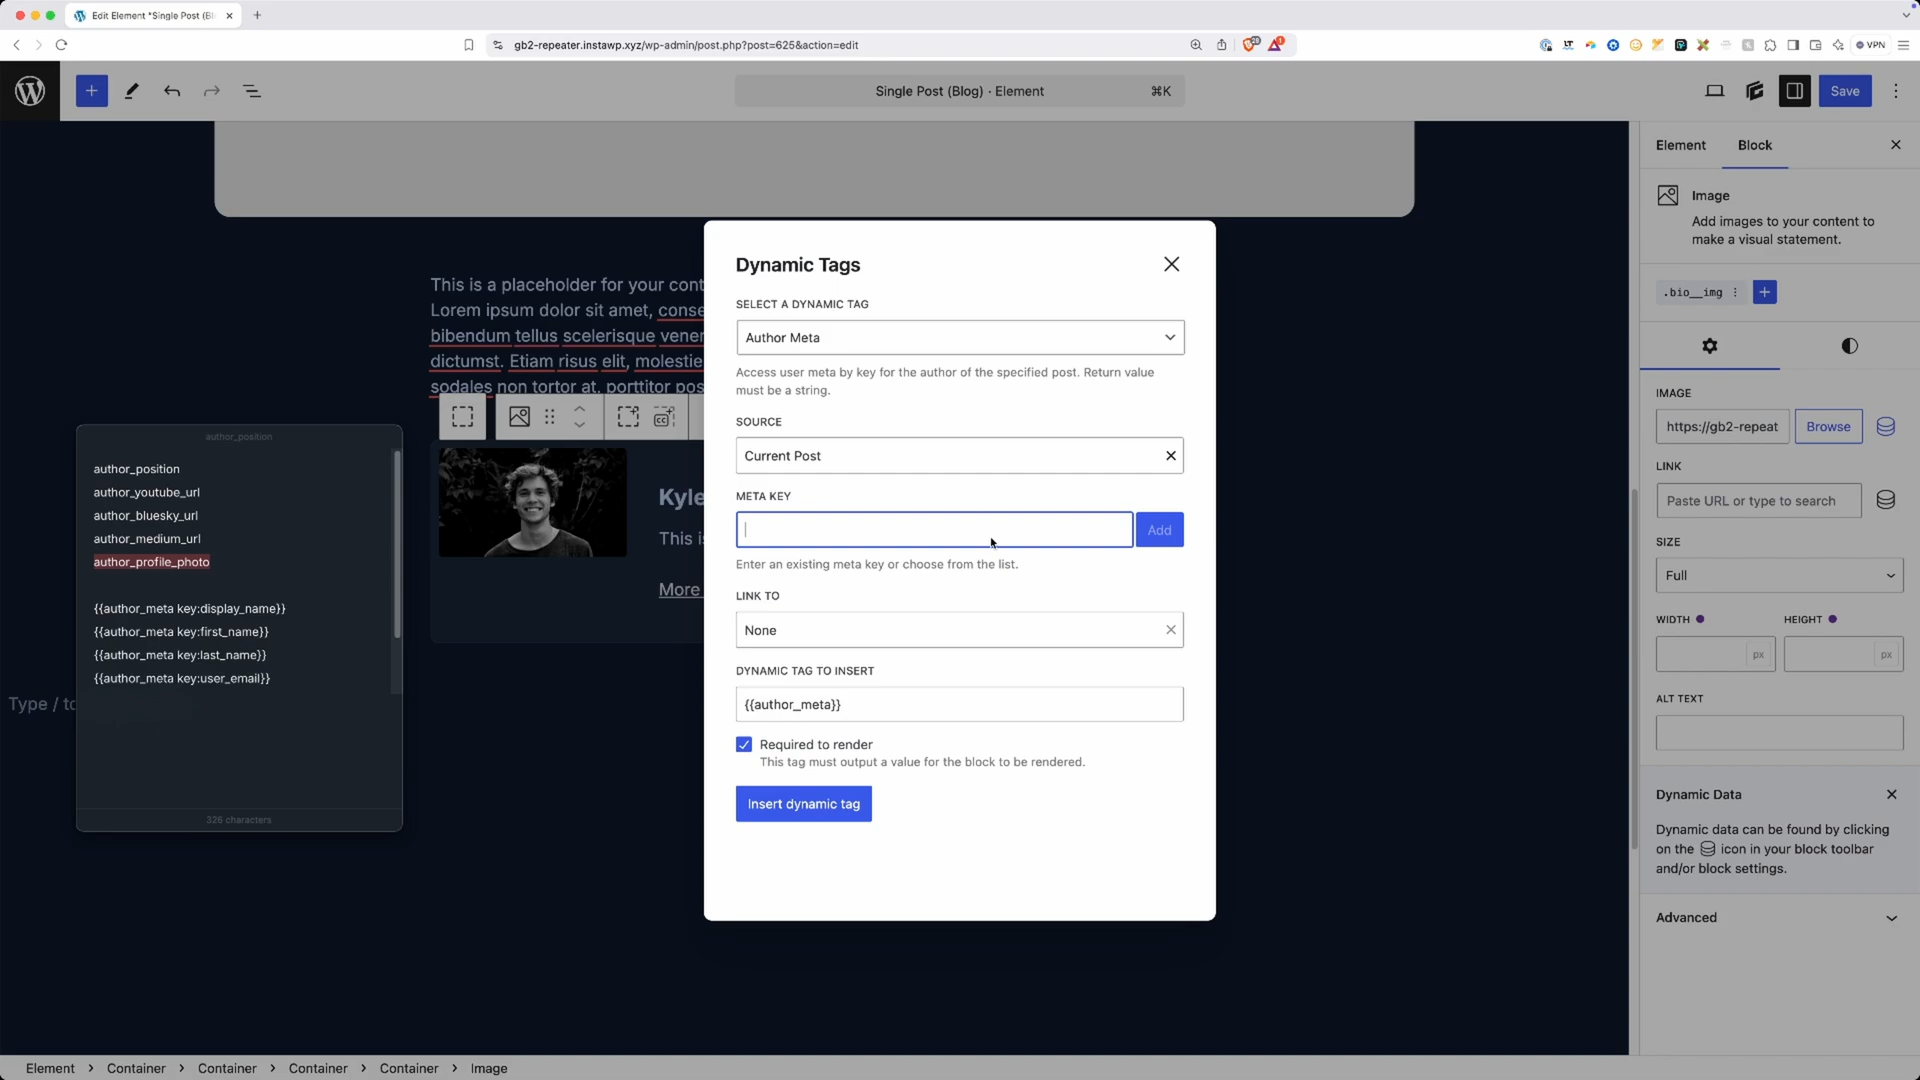 Edit Element "Single Post (Bl
gb2-repeater.instawp.xyz/wp-admin/post.php?post=625&action=edit
VPN
Single Post (Blog) · Element
⌘K
Save
This is a placeholder for your cont
Lorem ipsum dolor sit amet, conse
bibendum tellus scelerisque vener
dictumst. Etiam risus elit, molestie
sodales non tortor at, porttitor pos
Kyle
This i
More
Type / to
author_position
author_position
author_youtube_url
author_bluesky_url
author_medium_url
author_profile_photo
{{author_meta key:display_name}}
{{author_meta key:first_name}}
{{author_meta key:last_name}}
{{author_meta key:user_email}}
326 characters
Dynamic Tags
SELECT A DYNAMIC TAG
Author Meta
Access user meta by key for the author of the specified post. Return value
must be a string.
SOURCE
Current Post
META KEY
Add
Enter an existing meta key or choose from the list.
LINK TO
None
DYNAMIC TAG TO INSERT
{{author_meta}}
Required to render
This tag must output a value for the block to be rendered.
Insert dynamic tag
Element
Block
Image
Add images to your content to
make a visual statement.
.bio__img
IMAGE
https://gb2-repeat
Browse
LINK
Paste URL or type to search
SIZE
Full
WIDTH
HEIGHT
px
px
ALT TEXT
Dynamic Data
Dynamic data can be found by clicking
on the icon in your block toolbar
and/or block settings.
Advanced
Element > Container > Container > Container > Container > Image